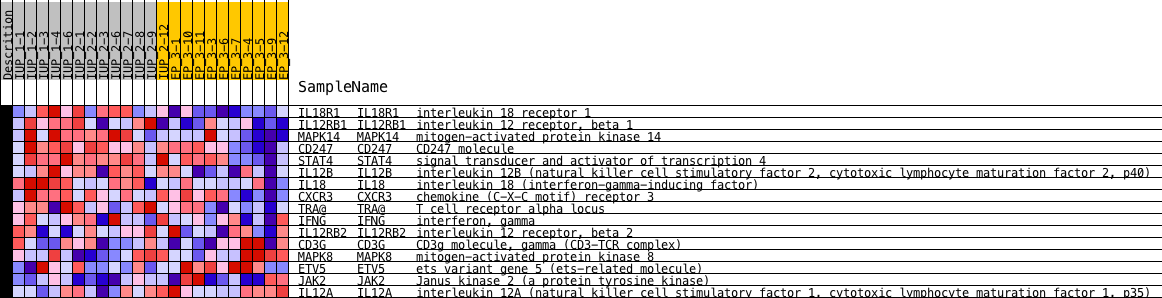 Descrition
IUP_1-1
IUP_1-2
IUP_1-3
IUP_1-4
IUP_1-6
IUP_2-1
IUP_2-2
IUP_2-3
IUP_2-6
IUP_2-7
IUP_2-8
IUP_2-9
IUP_2-12
EP_3-1
EP_3-10
EP_3-11
EP_3-3
EP_3-6
EP_3-7
EP_3-4
EP_3-5
EP_3-9
EP_3-12
SampleName
IL18R1 IL18R1 interleukin 18 receptor 1
IL12RB1 IL12RB1 interleukin 12 receptor, beta 1
MAPK14 MAPK14 mitogen-activated protein kinase 14
CD247 CD247 CD247 molecule
STAT4 STAT4 signal transducer and activator of transcription 4
IL12B IL12B interleukin 12B (natural killer cell stimulatory factor 2, cytotoxic lymphocyte maturation factor 2, p40)
IL18 IL18 interleukin 18 (interferon-gamma-inducing factor)
CXCR3 CXCR3 chemokine (C-X-C motif) receptor 3
TRA@ TRA@ T cell receptor alpha locus
IFNG IFNG interferon, gamma
IL12RB2 IL12RB2 interleukin 12 receptor, beta 2
CD3G CD3G CD3g molecule, gamma (CD3-TCR complex)
MAPK8 MAPK8 mitogen-activated protein kinase 8
ETV5 ETV5 ets variant gene 5 (ets-related molecule)
JAK2 JAK2 Janus kinase 2 (a protein tyrosine kinase)
IL12A IL12A interleukin 12A (natural killer cell stimulatory factor 1, cytotoxic lymphocyte maturation factor 1, p35)